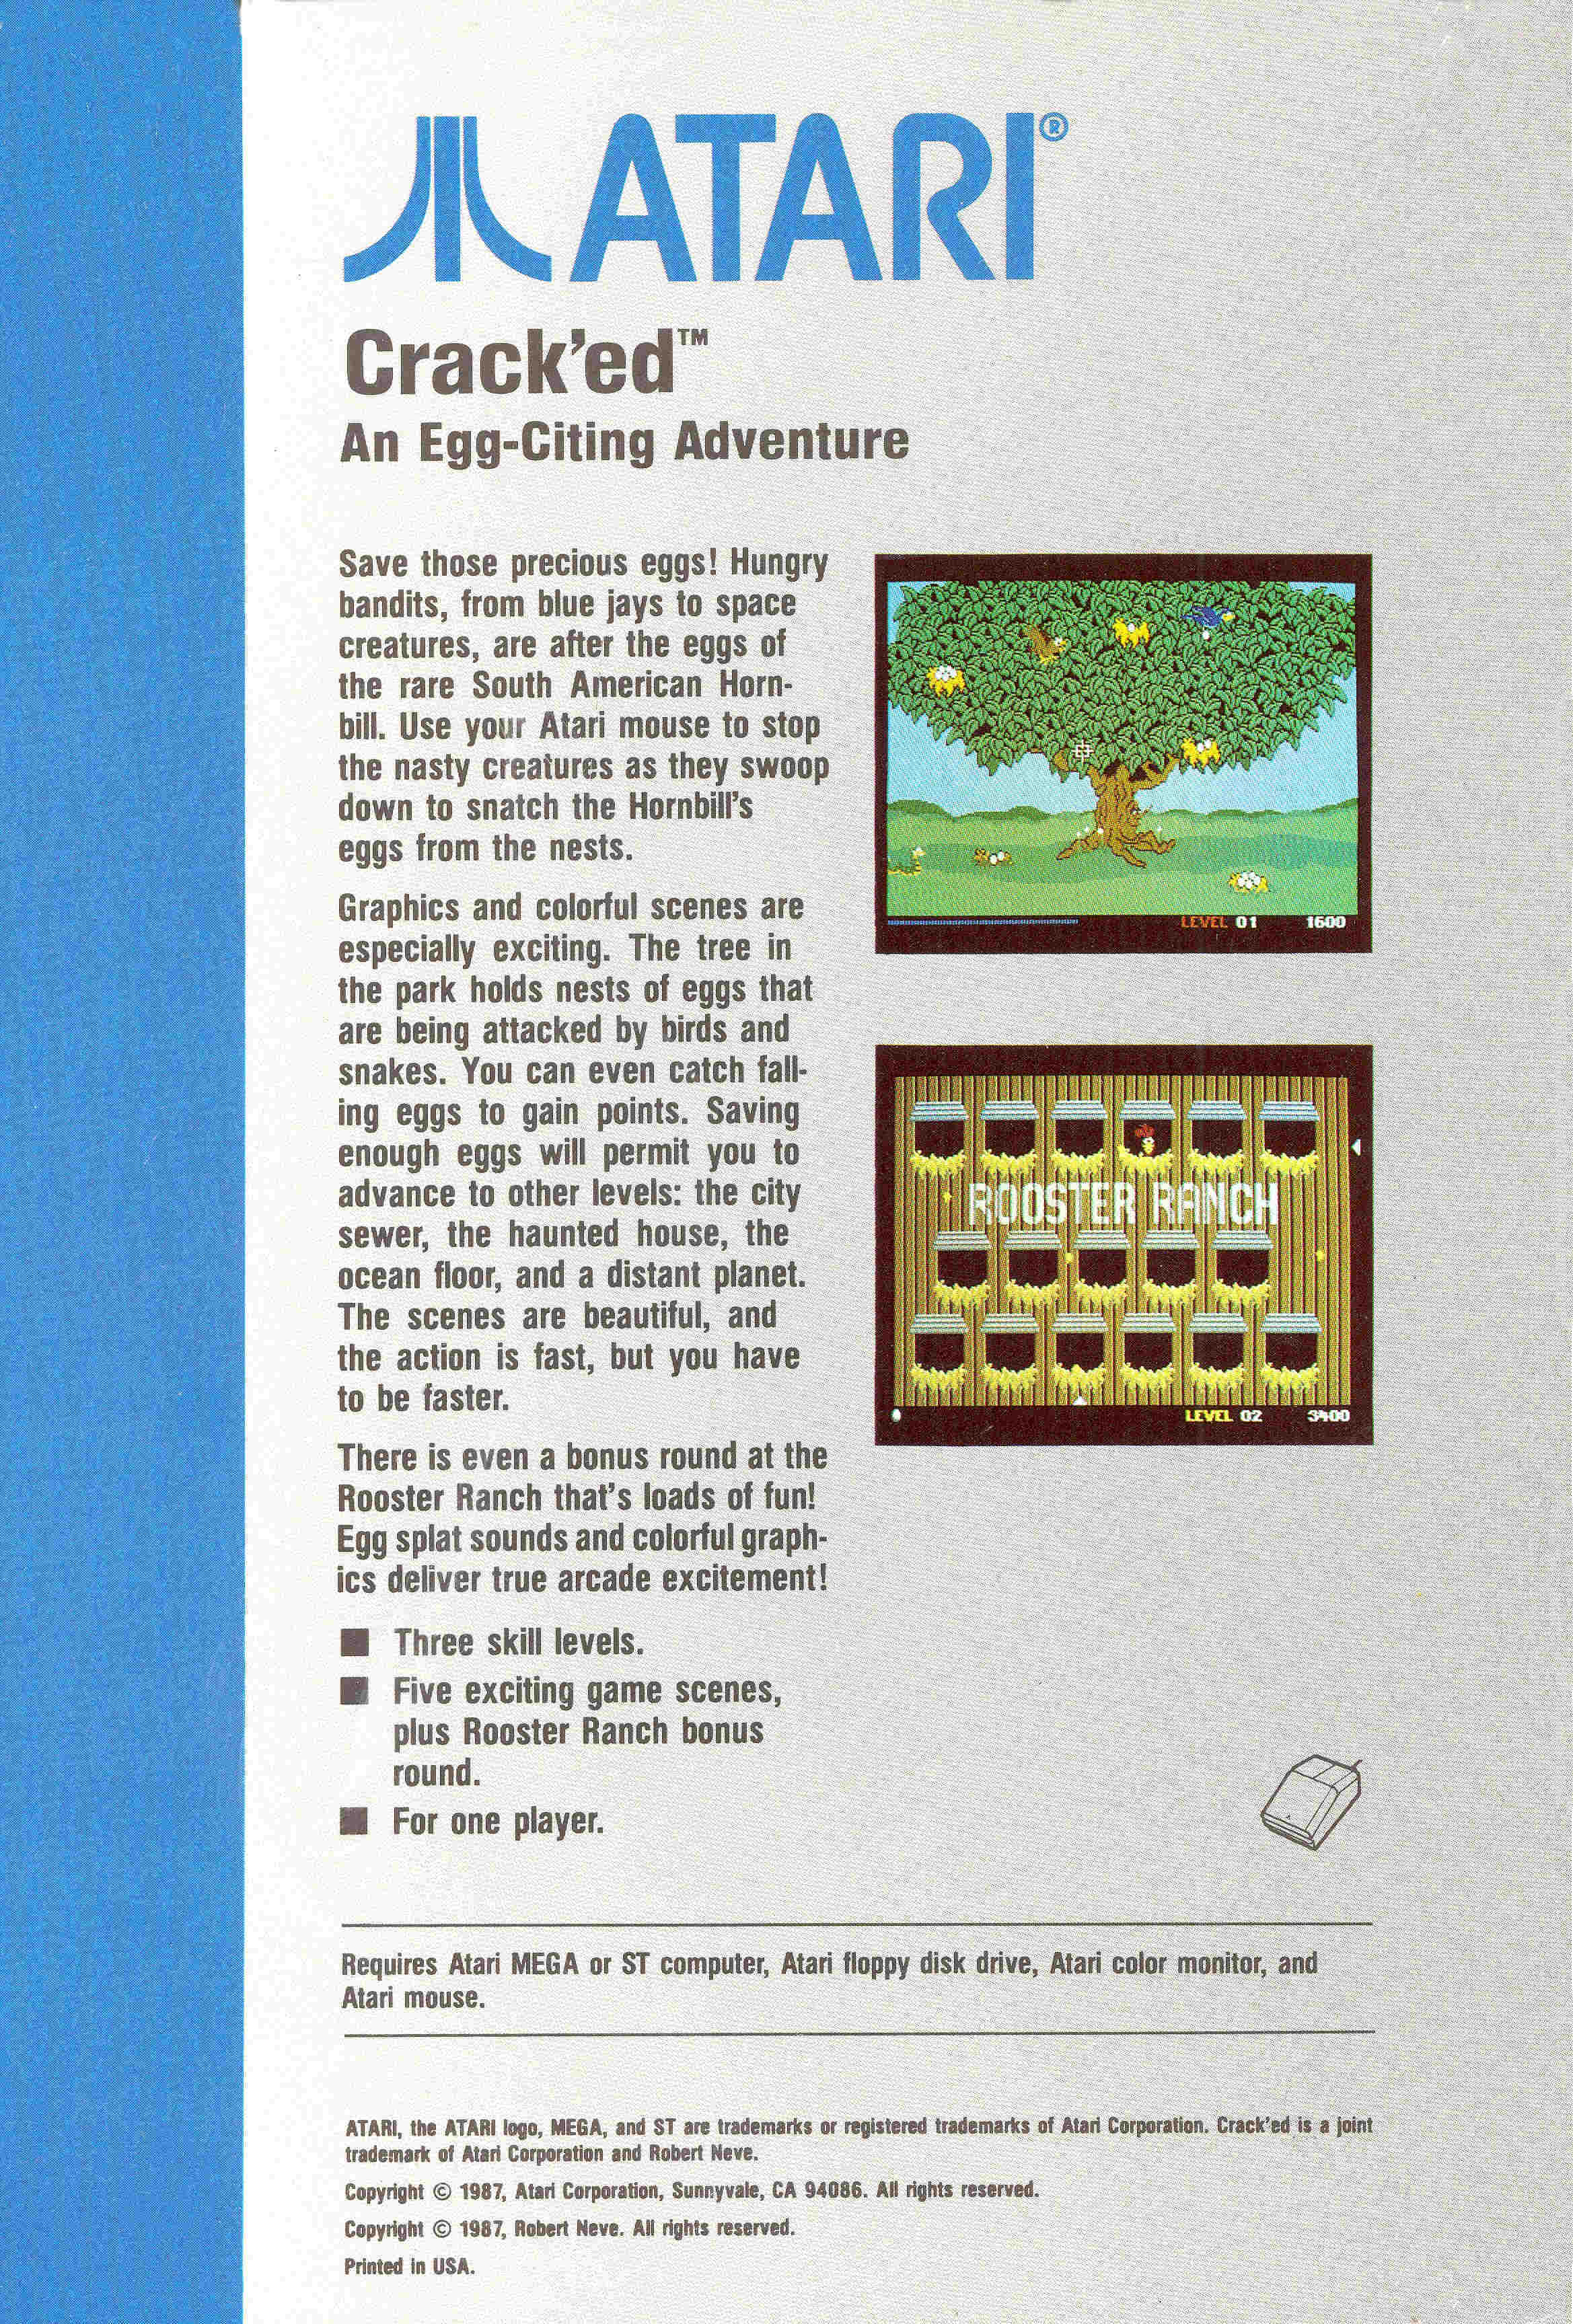 ATARI®
Crack'ed™
An Egg-Citing Adventure
Save those precious eggs! Hungry
bandits, from blue jays to space
creatures, are after the eggs of
the rare South American Horn-
bill. Use your Atari mouse to stop
the nasty creatures as they swoop
down to snatch the Hornbill's
eggs from the nests.
Graphics and colorful scenes are
especially exciting. The tree in
the park holds nests of eggs that
are being attacked by birds and
snakes. You can even catch fall-
ing eggs to gain points. Saving
enough eggs will permit you to
advance to other levels: the city
sewer, the haunted house, the
ocean floor, and a distant planet.
The scenes are beautiful, and
the action is fast, but you have
to be faster.
There is even a bonus round at the
Rooster Ranch that's loads of fun!
Egg splat sounds and colorful graph-
ics deliver true arcade excitement!
■ Three skill levels.
■ Five exciting game scenes,
plus Rooster Ranch bonus
round.
■ For one player.
LEVEL 01 1600
ROOSTER RANCH
LEVEL 02 3400
Requires Atari MEGA or ST computer, Atari floppy disk drive, Atari color monitor, and
Atari mouse.
ATARI, the ATARI logo, MEGA, and ST are trademarks or registered trademarks of Atari Corporation. Crack'ed is a joint
trademark of Atari Corporation and Robert Neve.
Copyright © 1987, Atari Corporation, Sunnyvale, CA 94086. All rights reserved.
Copyright © 1987, Robert Neve. All rights reserved.
Printed in USA.